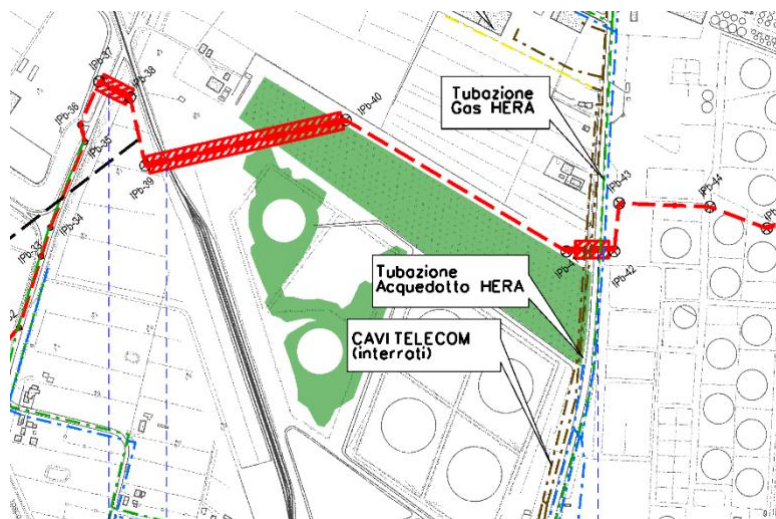 IPb-37
IPb-38
IPb-36
IPb-35
IPb-40
IPb-39
IPb-34
IPb-33
Tubazione
Gas HERA
IPb-43
IPb-44
IPb-42
Tubazione
Acquedotto HERA
CAVI TELECOM
(interrati)